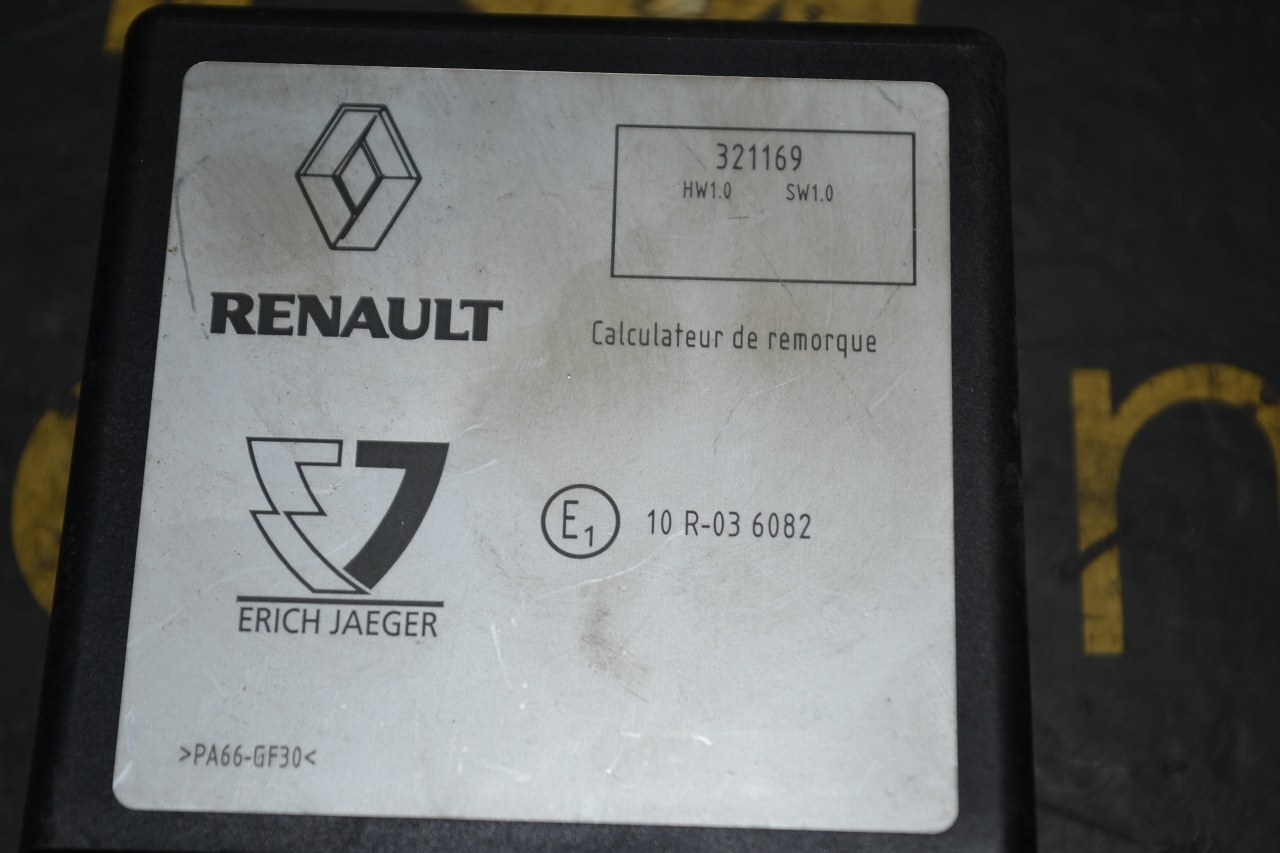 321169
HW1.0 SW1.0
RENAULT
Calculateur de remorque
E1 10 R-03 6082
ERICH JAEGER
>PA66-GF30<